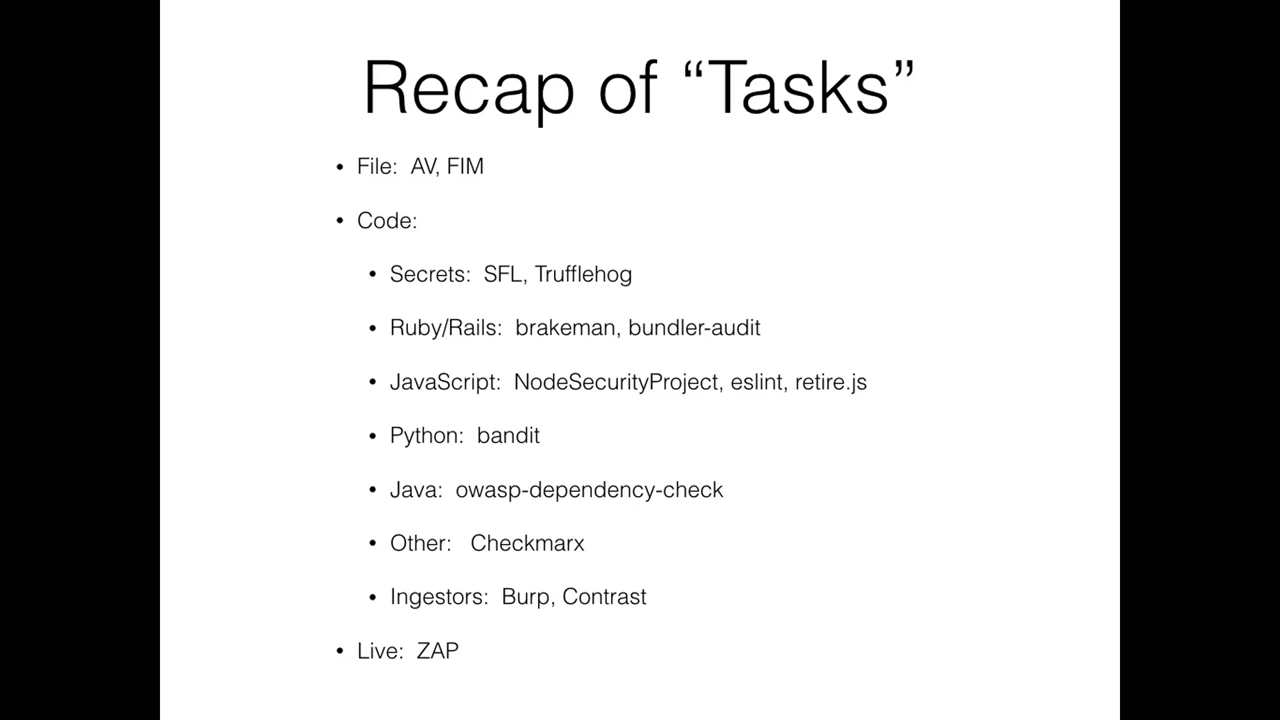 Recap of “Tasks”
• File: AV, FIM
• Code:
• Secrets: SFL, Trufflehog
• Ruby/Rails: brakeman, bundler-audit
• JavaScript: NodeSecurityProject, eslint, retire.js
• Python: bandit
• Java: owasp-dependency-check
• Other: Checkmarx
• Ingestors: Burp, Contrast
• Live: ZAP